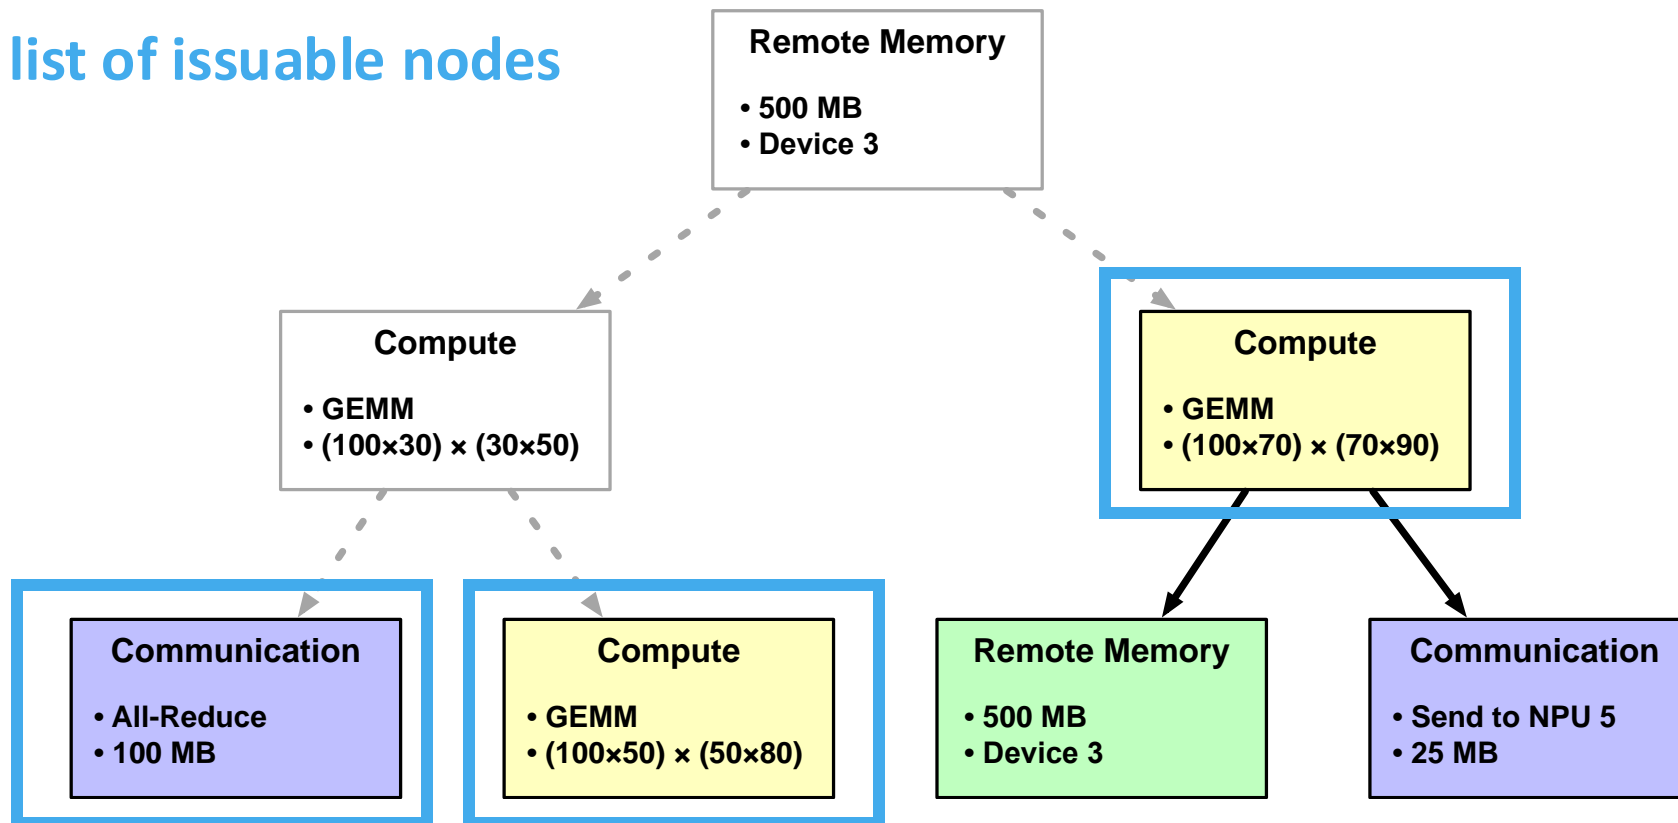 list of issuable nodes
Remote Memory
• 500 MB
• Device 3
Compute
• GEMM
• (100×30) × (30×50)
Compute
• GEMM
• (100×70) × (70×90)
Communication
• All-Reduce
• 100 MB
Compute
• GEMM
• (100×50) × (50×80)
Remote Memory
• 500 MB
• Device 3
Communication
• Send to NPU 5
• 25 MB